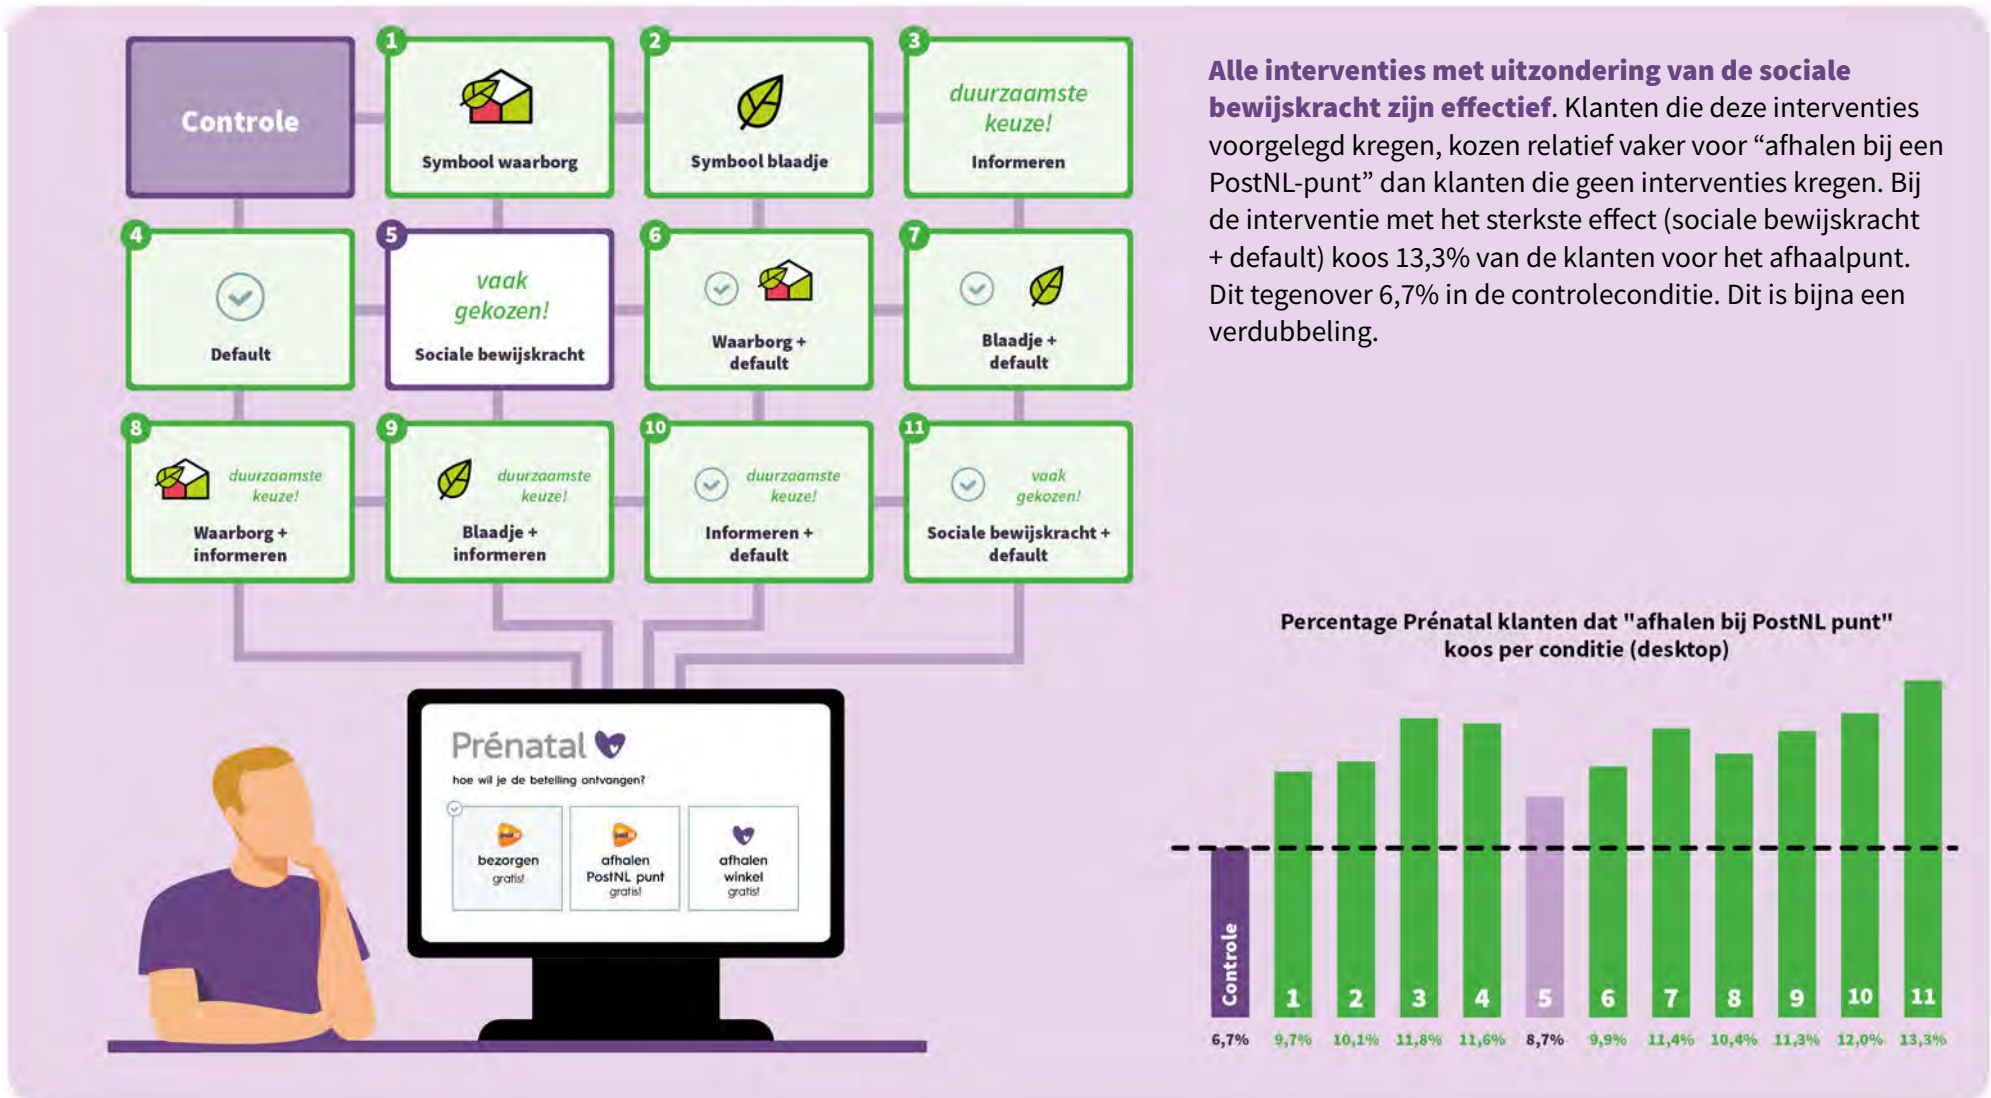 Controle
1
Symbool waarborg
2
Symbool blaadje
3
duurzaamste
keuze!
Informeren
4
Default
5
vaak
gekozen!
Sociale bewijskracht
6
Waarborg +
default
7
Blaadje +
default
8
duurzaamste
keuze!
Waarborg +
informeren
9
duurzaamste
keuze!
Blaadje +
informeren
10
duurzaamste
keuze!
Informeren +
default
11
vaak
gekozen!
Sociale bewijskracht +
default
Alle interventies met uitzondering van de sociale
bewijskracht zijn effectief. Klanten die deze interventies
voorgelegd kregen, kozen relatief vaker voor “afhalen bij een
PostNL-punt” dan klanten die geen interventies kregen. Bij
de interventie met het sterkste effect (sociale bewijskracht
+ default) koos 13,3% van de klanten voor het afhaalpunt.
Dit tegenover 6,7% in de controleconditie. Dit is bijna een
verdubbeling.
Prénatal
hoe wil je de betelling ontvangen?
bezorgen
gratis!
afhalen
PostNL punt
gratis!
afhalen
winkel
gratis!
Percentage Prénatal klanten dat "afhalen bij PostNL punt"
koos per conditie (desktop)
Controle 1 2 3 4 5 6 7 8 9 10 11
6,7% 9,7% 10,1% 11,8% 11,6% 8,7% 9,9% 11,4% 10,4% 11,3% 12,0% 13,3%